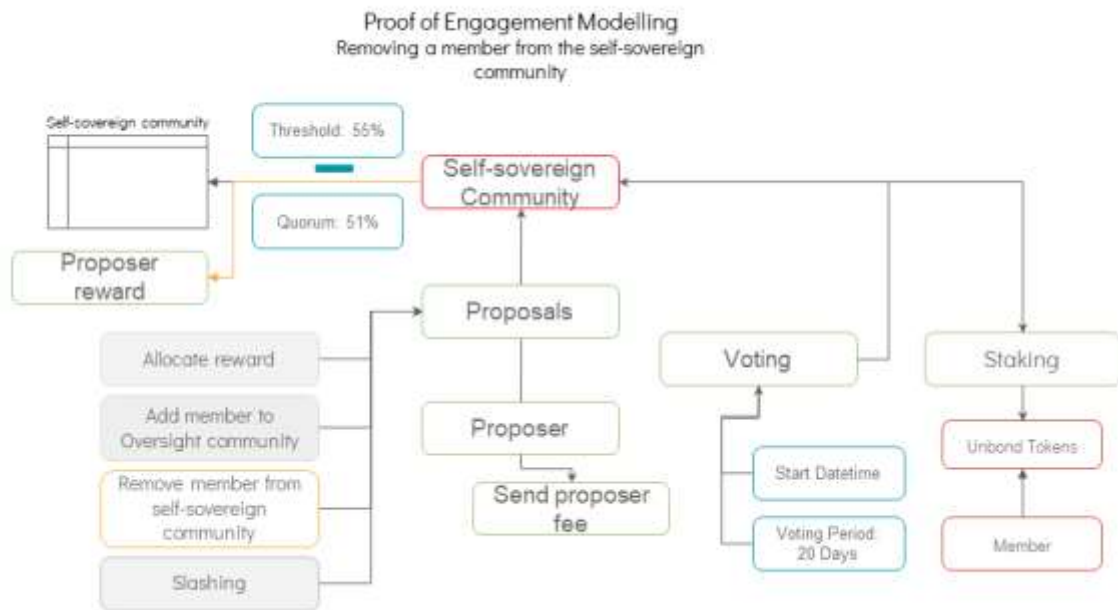 Proof of Engagement Modelling
Removing a member from the self-sovereign
community
Self-sovereign community
Threshold: 55%
Self-sovereign
Community
Quorum: 51%
Proposer
reward
Proposals
Allocate reward
Voting
Staking
Add member to
Oversight community
Proposer
Unbond Tokens
Remove member from
self-sovereign
community
Start Datetime
Send proposer
fee
Voting Period:
20 Days
Member
Slashing